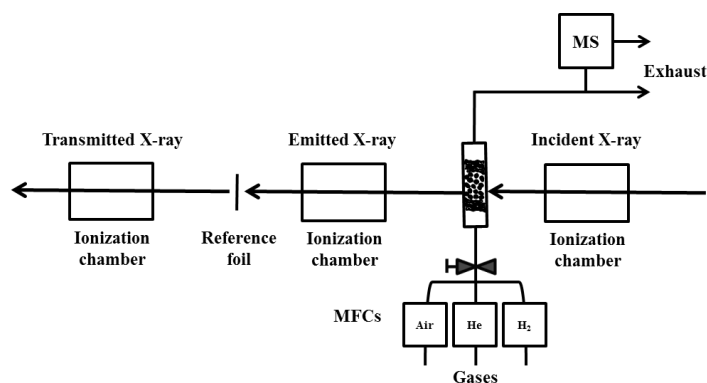 MS
Exhaust
Transmitted X-ray
Emitted X-ray
Incident X-ray
Ionization
chamber
Reference
foil
Ionization
chamber
Ionization
chamber
MFCs
Air
He
H₂
Gases